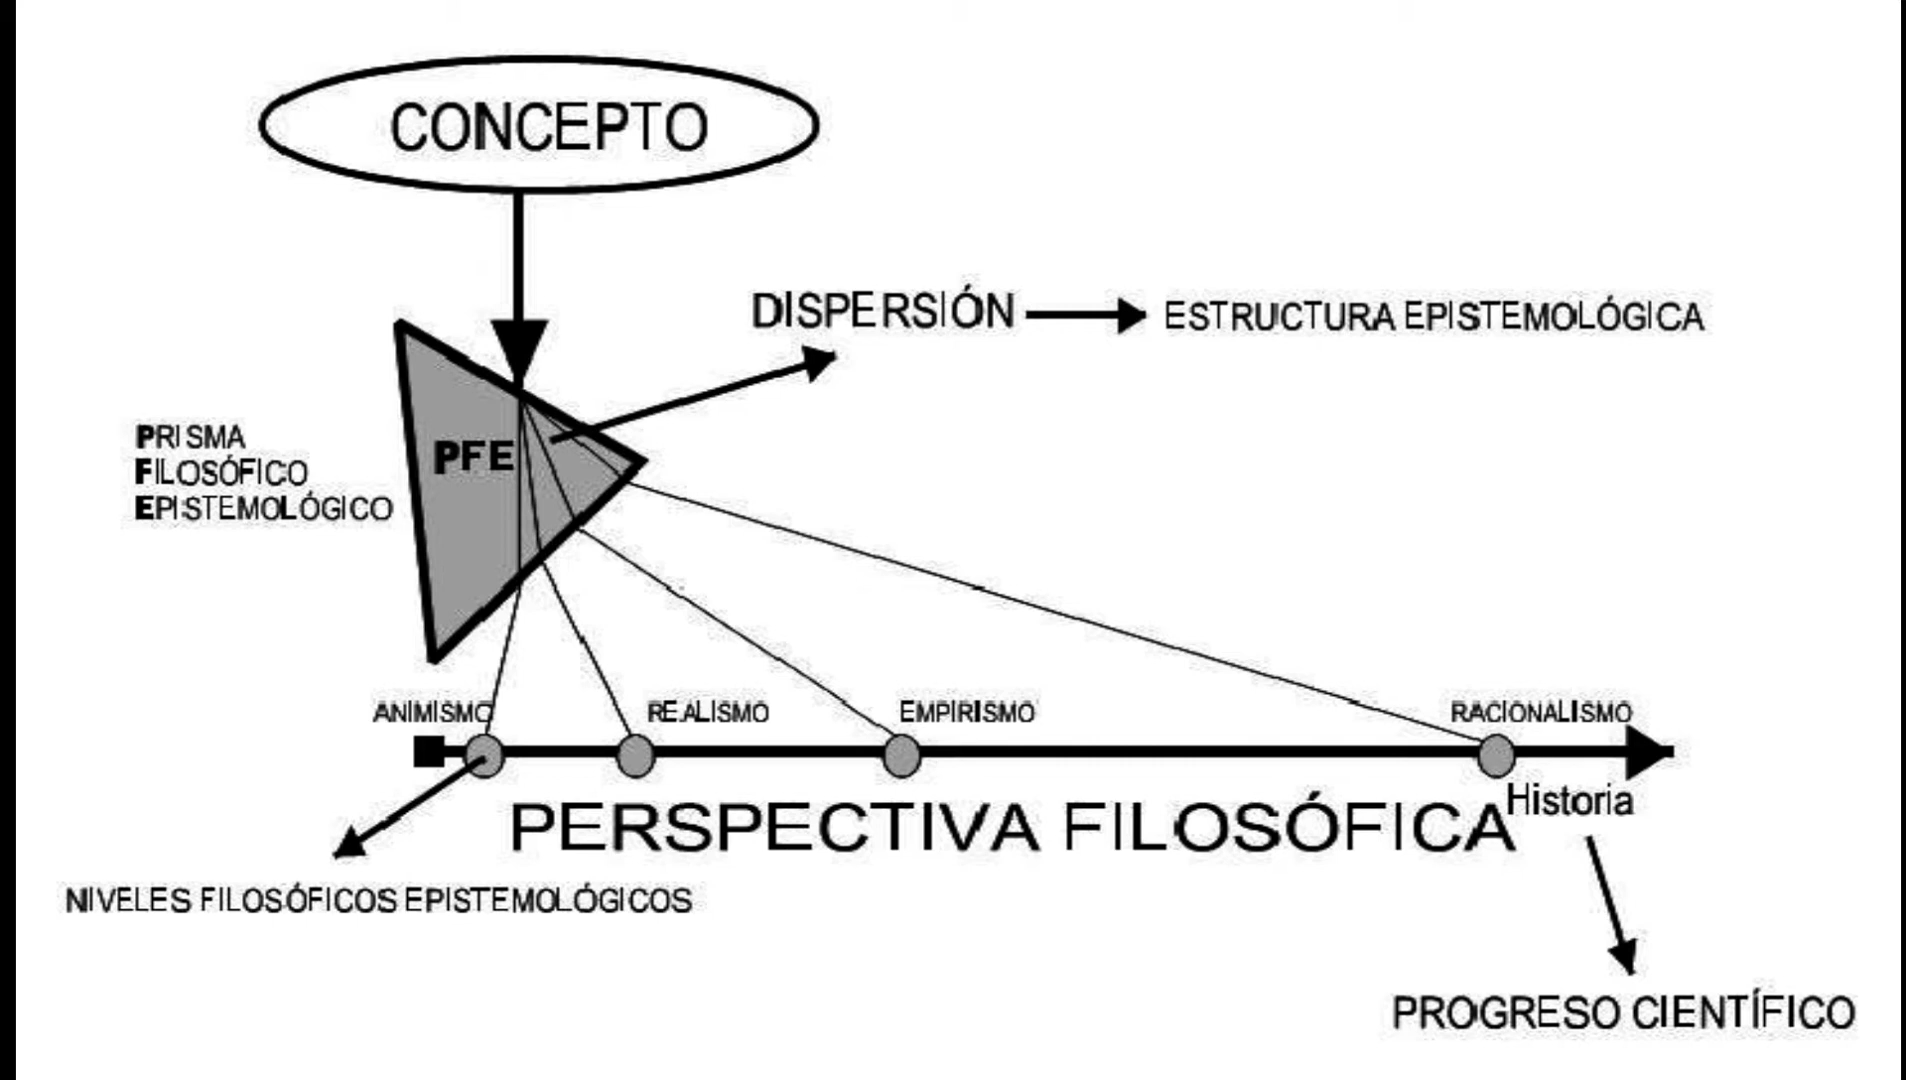 CONCEPTO
DISPERSIÓN
ESTRUCTURA EPISTEMOLÓGICA
PRISMA
FILOSÓFICO
EPISTEMOLÓGICO
PFE
ANIMISMO
REALISMO
EMPIRISMO
RACIONALISMO
Historia
PERSPECTIVA FILOSÓFICA
NIVELES FILOSÓFICOS EPISTEMOLÓGICOS
PROGRESO CIENTÍFICO